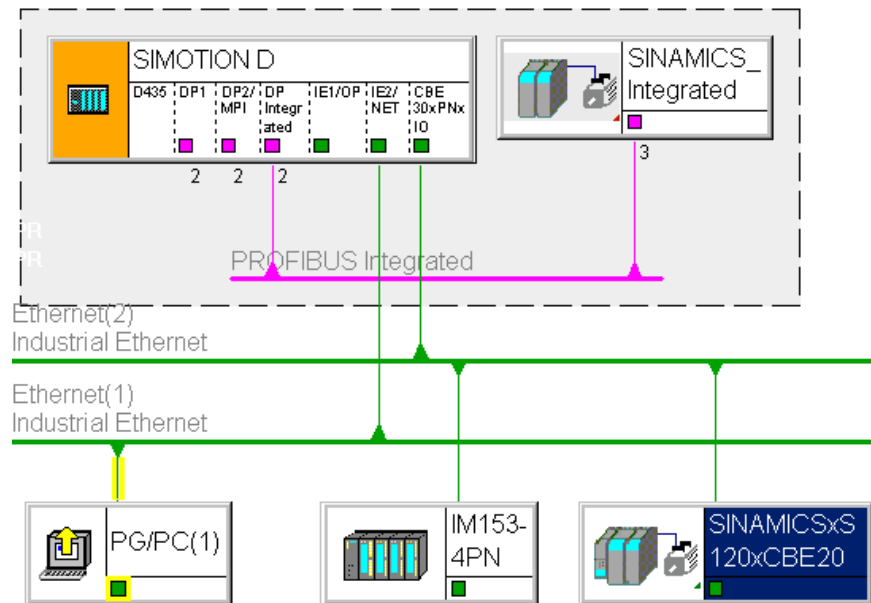 SIMOTION D
D435 DP1 DP2/ DP IE1/OP IE2/ CBE
MPI Integr NET 30xPNx
ated IO
2 2 2
SINAMICS_
Integrated
3
PR
PR
PROFIBUS Integrated
Ethernet(2)
Industrial Ethernet
Ethernet(1)
Industrial Ethernet
PG/PC(1)
IM153-
4PN
SINAMICSxS
120xCBE20